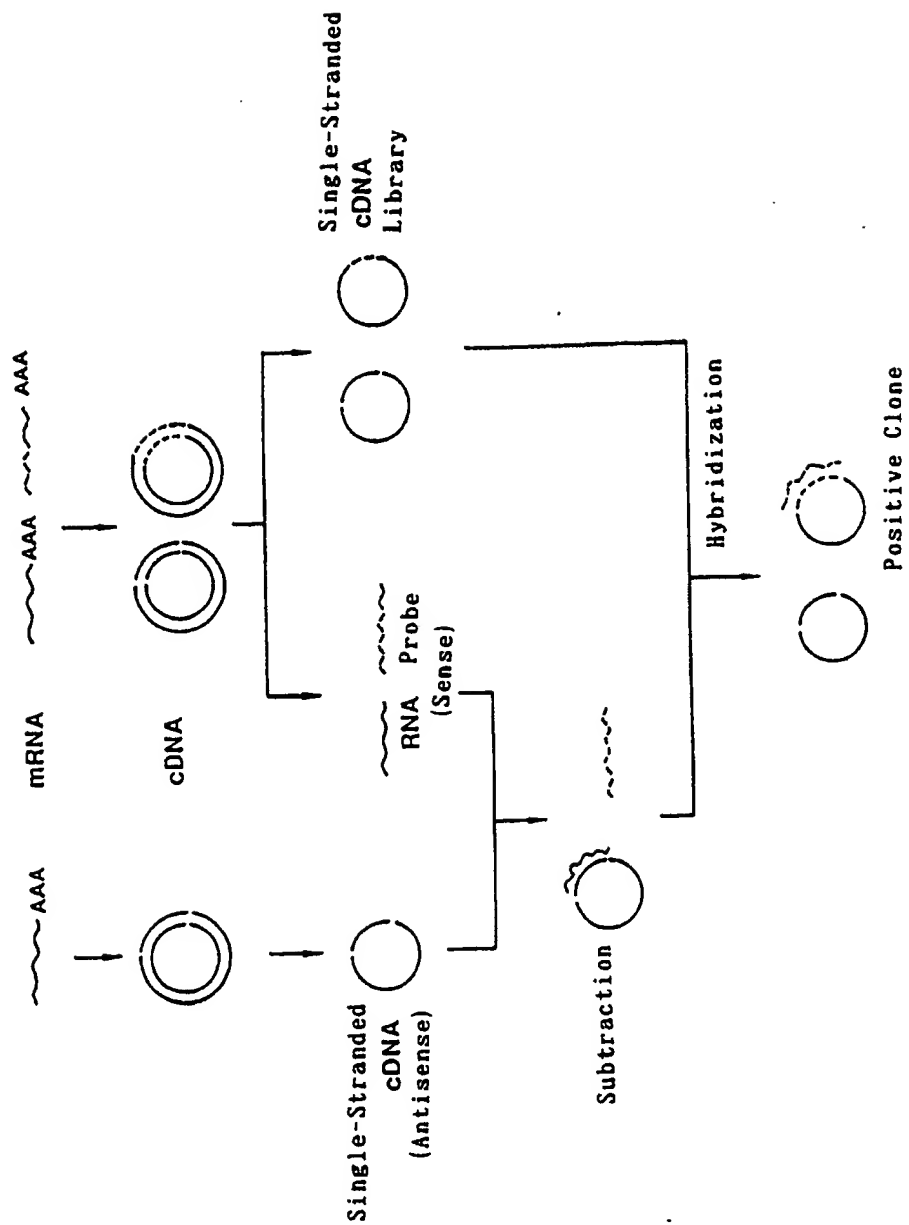 AAA
mRNA
AAA
AAA
cDNA
Single-Stranded
cDNA
(Antisense)
RNA Probe
(Sense)
Single-Stranded
cDNA
Library
Subtraction
Hybridization
Positive Clone